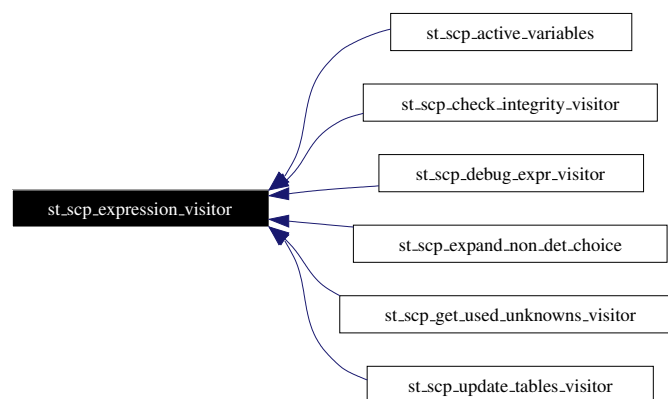 st_scp_active_variables
st_scp_check_integrity_visitor
st_scp_debug_expr_visitor
st_scp_expression_visitor
st_scp_expand_non_det_choice
st_scp_get_used_unknowns_visitor
st_scp_update_tables_visitor